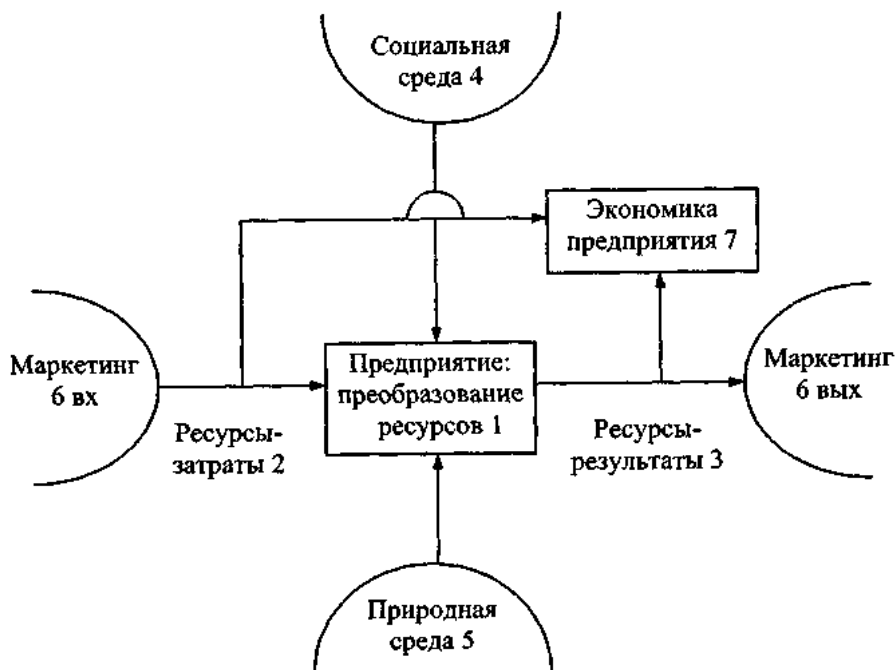 Социальная
среда 4
Экономика
предприятия 7
Маркетинг
6 вх
Предприятие:
преобразование
ресурсов 1
Маркетинг
6 вых
Ресурсы-
затраты 2
Ресурсы-
результаты 3
Природная
среда 5